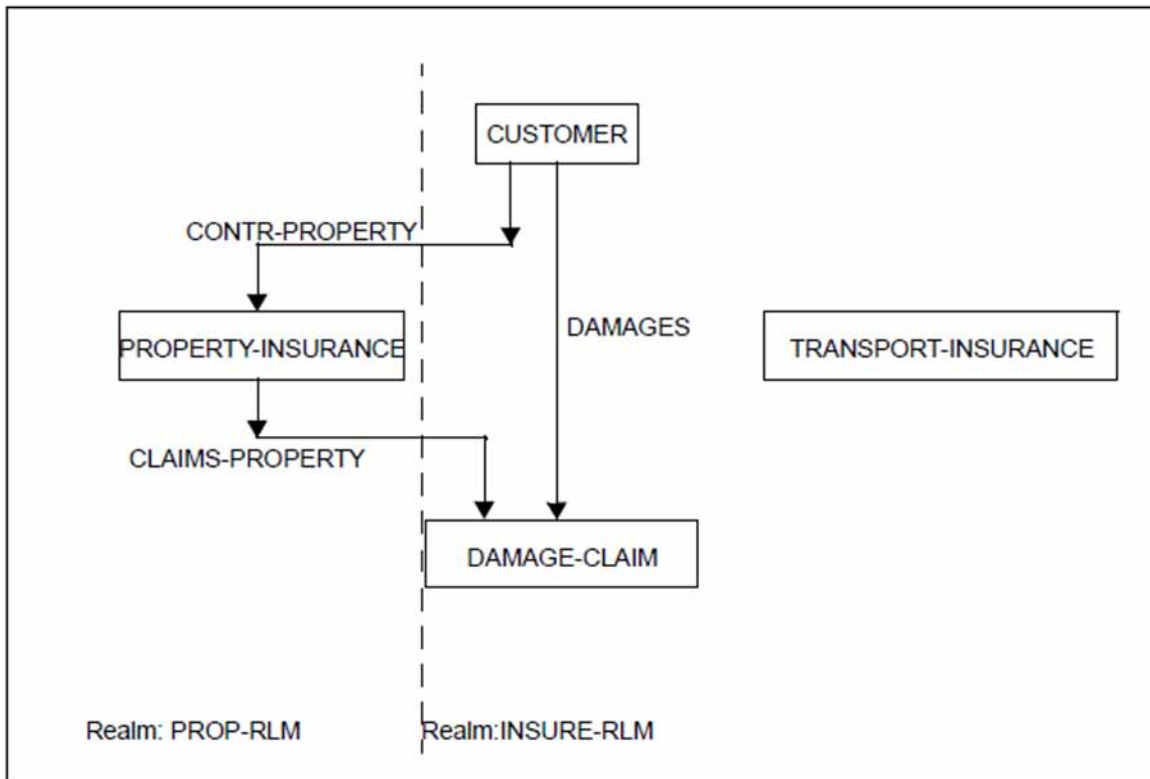 CUSTOMER
CONTR-PROPERTY
DAMAGES
PROPERTY-INSURANCE
TRANSPORT-INSURANCE
CLAIMS-PROPERTY
DAMAGE-CLAIM
Realm: PROP-RLM
Realm:INSURE-RLM